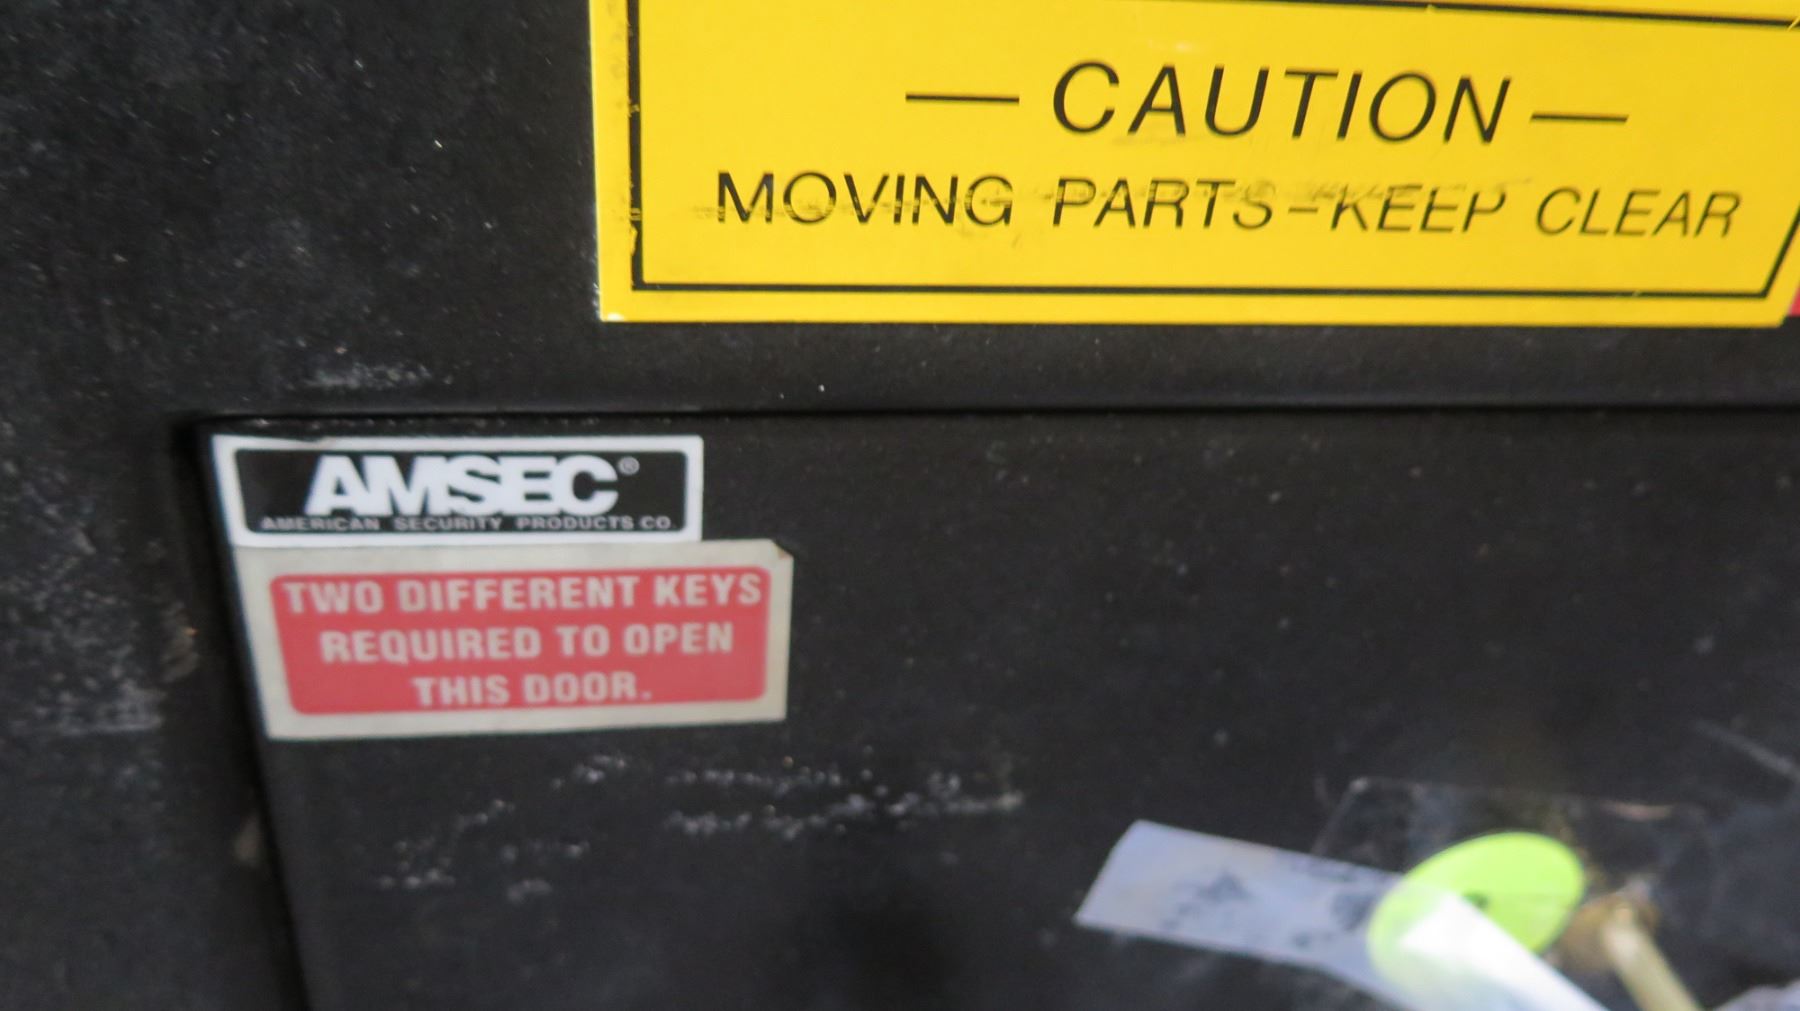 — CAUTION —
MOVING PARTS – KEEP CLEAR
AMSEC®
AMERICAN SECURITY PRODUCTS CO.
TWO DIFFERENT KEYS
REQUIRED TO OPEN
THIS DOOR.